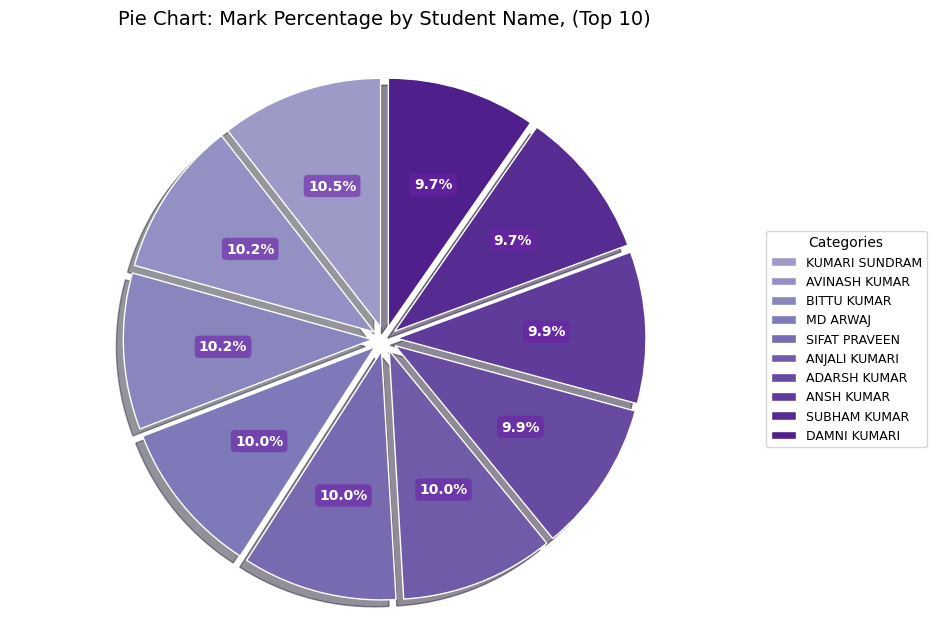 Pie Chart: Mark Percentage by Student Name, (Top 10)
10.5%
9.7%
10.2%
9.7%
10.2%
9.9%
10.0%
9.9%
10.0%
10.0%
Categories
KUMARI SUNDRAM
AVINASH KUMAR
BITTU KUMAR
MD ARWAJ
SIFAT PRAVEEN
ANJALI KUMARI
ADARSH KUMAR
ANSH KUMAR
SUBHAM KUMAR
DAMNI KUMARI